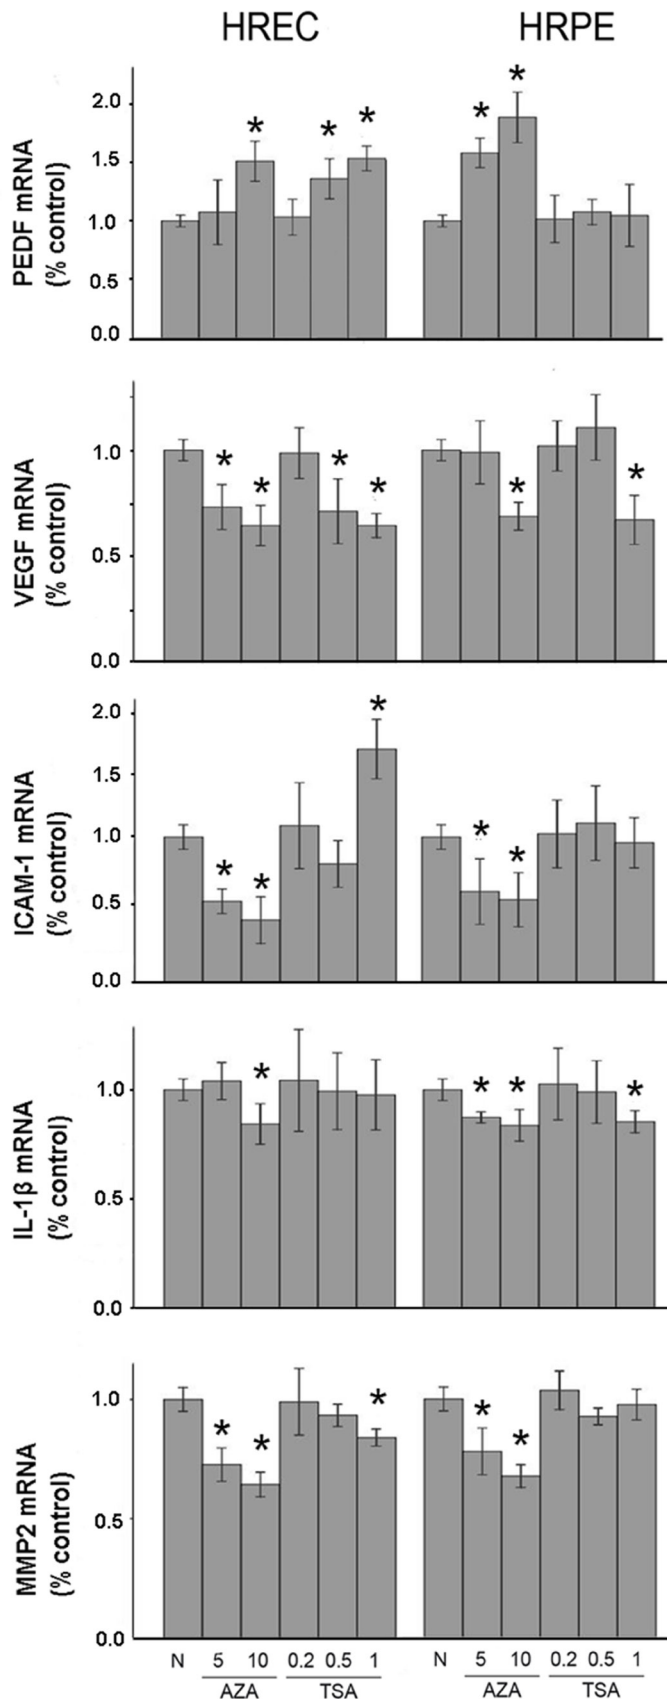 HREC HRPE
PEDF mRNA
(% control)
2.0
1.5
1.0
0.5
0.0
* * * * *
VEGF mRNA
(% control)
1.0
0.5
0.0
* * * * * *
ICAM-1 mRNA
(% control)
2.0
1.5
1.0
0.5
0.0
* * * * *
IL-1β mRNA
(% control)
1.0
0.5
0.0
* * * *
MMP2 mRNA
(% control)
1.0
0.5
0.0
* * * * *
N 5 10 0.2 0.5 1 N 5 10 0.2 0.5 1
AZA TSA AZA TSA